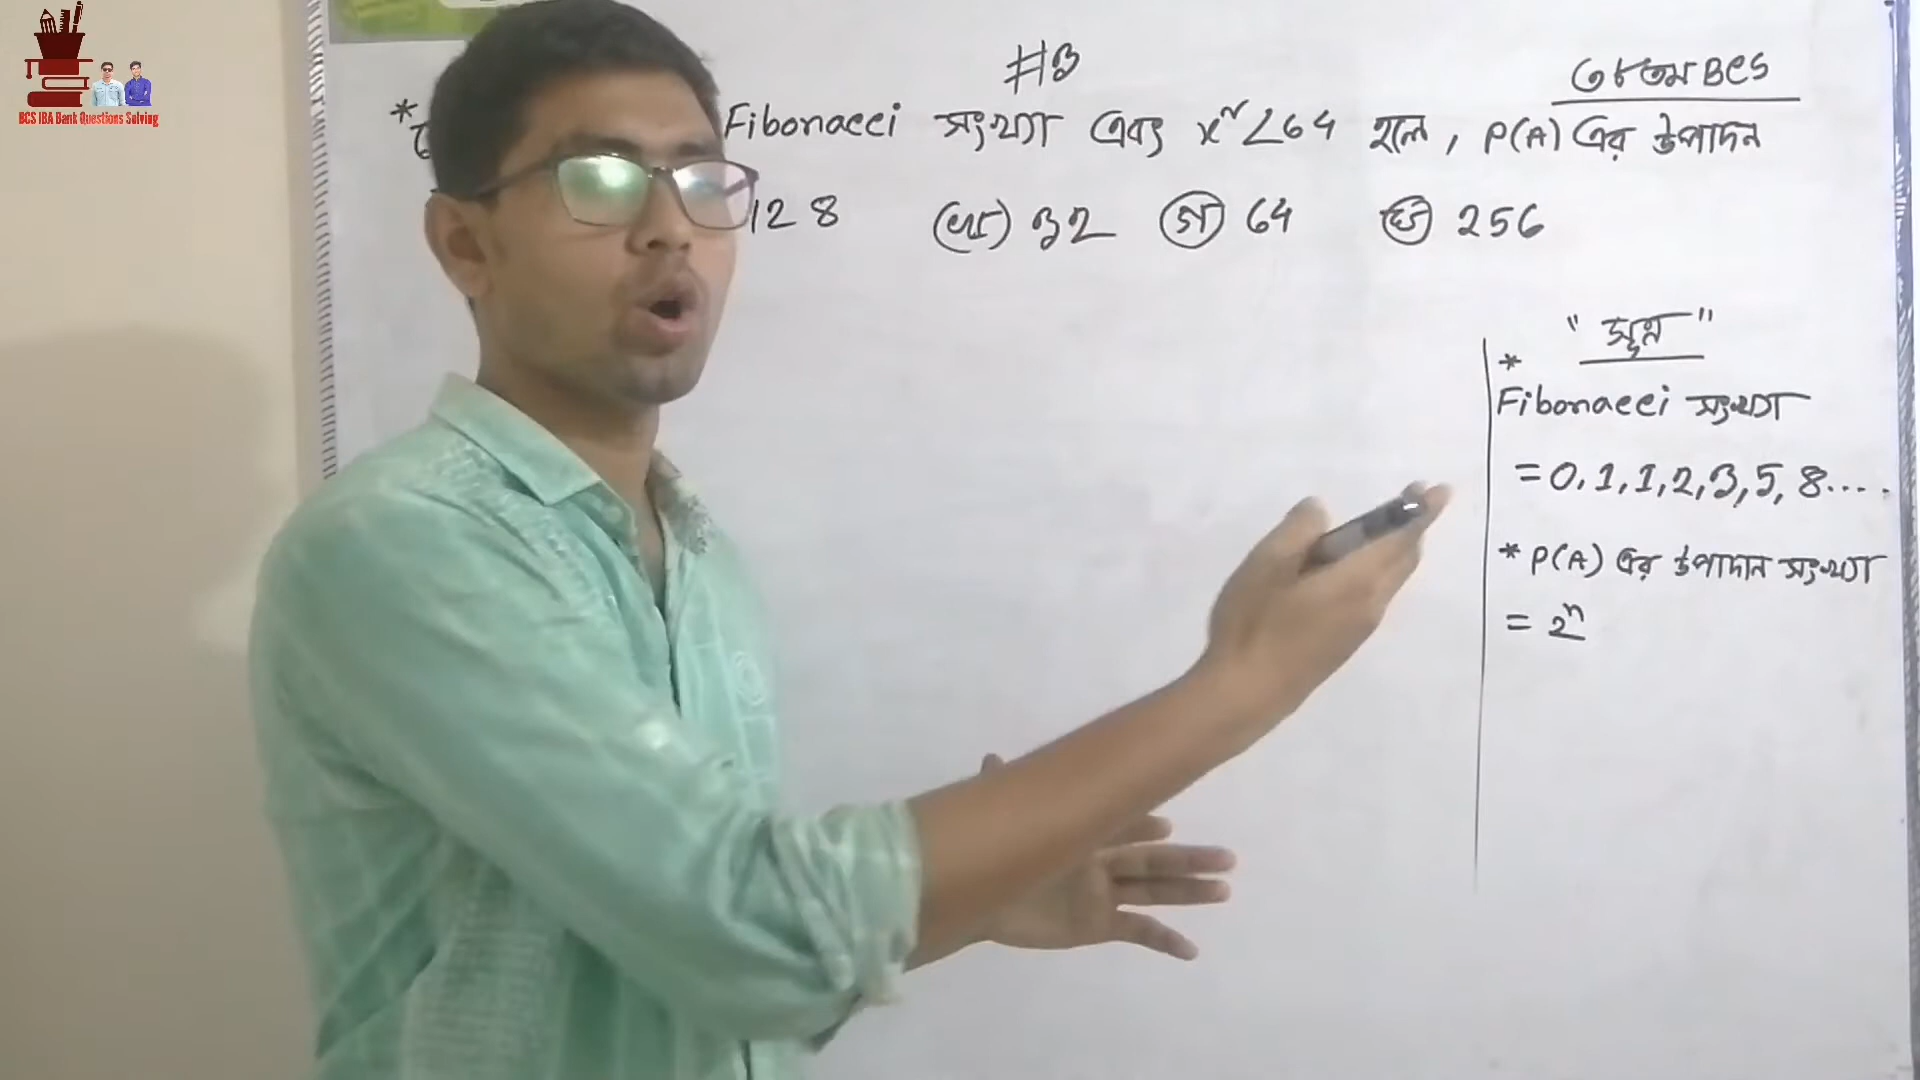 BCS IBA Bank Questions Solving
#3
৩৮তম BCS
* Fibonacci সংখ্যা এবং x² < 64 হলে, P(A) এর উপাদান
128 (খ) 32 (গ) 64 (ঘ) 256
" সূত্র "
* Fibonacci সংখ্যা
= 0, 1, 1, 2, 3, 5, 8....
* P(A) এর উপাদান সংখ্যা
= 2ⁿ